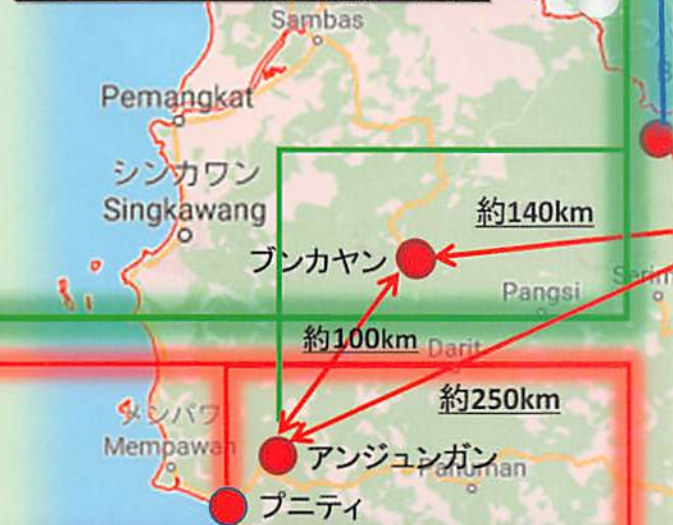 Sambas
Pemangkat
シンカワン
Singkawang
約140km
ブンカヤン
Pangsi
約100km
Darit
約250km
メンパワ
Mempawah
アンジュンガン
プニティ